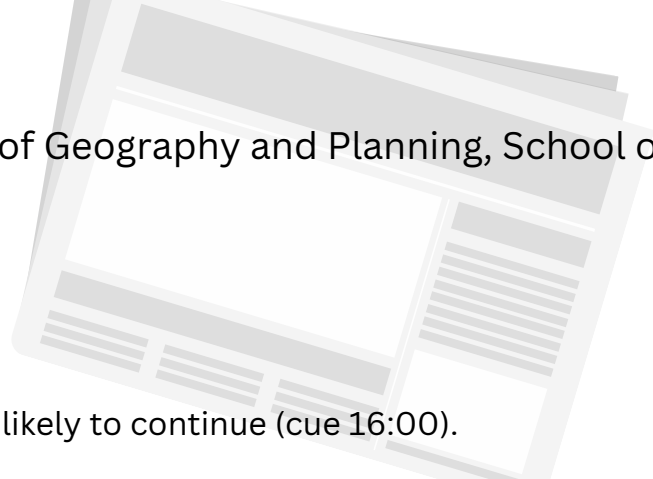 of Geography and Planning, School o
likely to continue (cue 16:00).